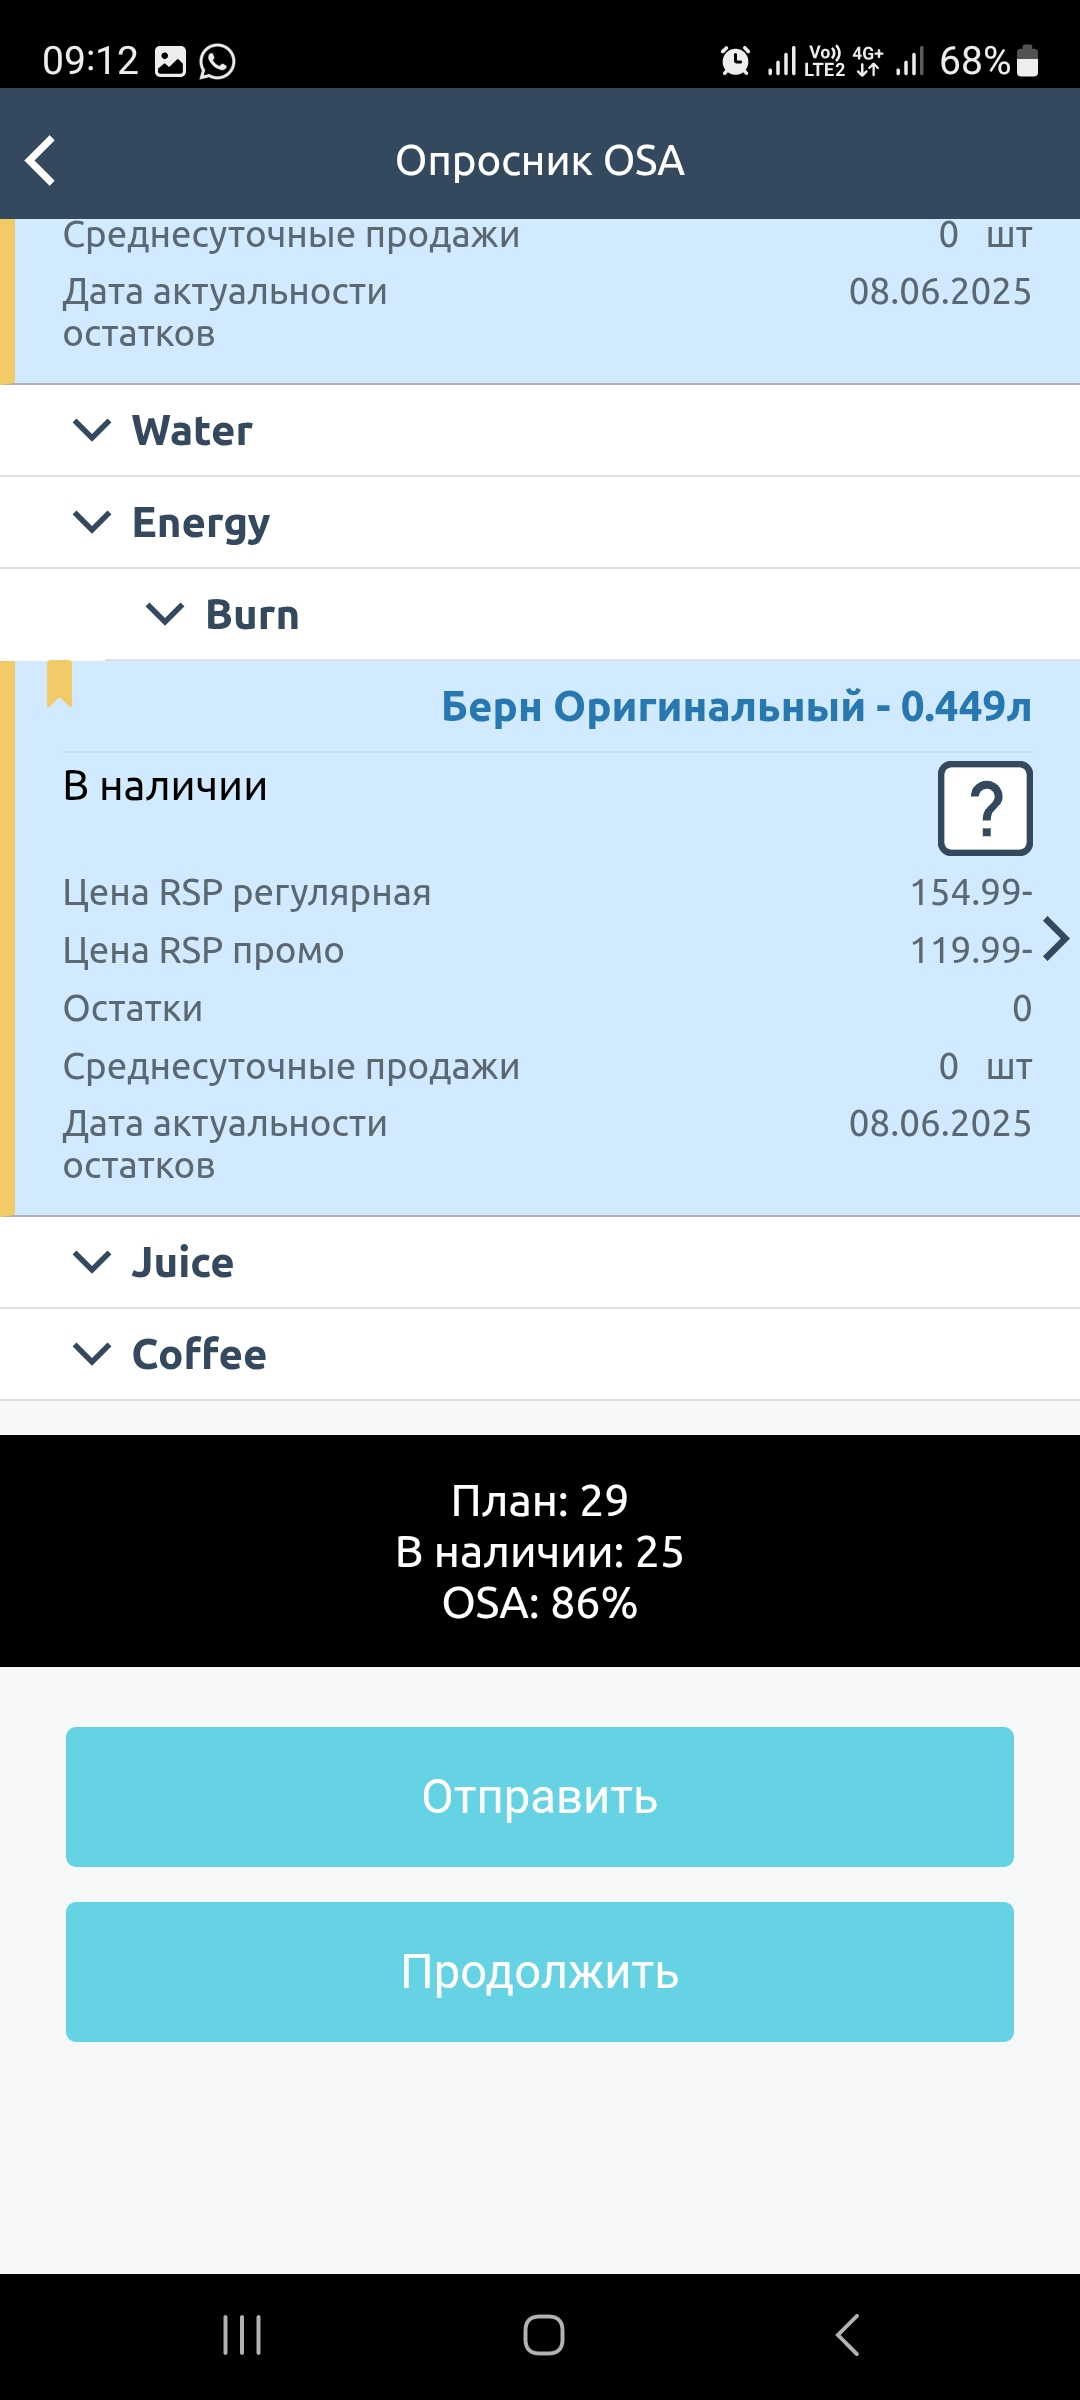 09:12 Vo)) LTE2 4G+ 68%
Опросник OSA
Среднесуточные продажи 0 шт
Дата актуальности 08.06.2025
остатков
Water
Energy
Burn
Берн Оригинальный - 0.449л
В наличии ?
Цена RSP регулярная 154.99-
Цена RSP промо 119.99-
Остатки 0
Среднесуточные продажи 0 шт
Дата актуальности 08.06.2025
остатков
Juice
Coffee
План: 29
В наличии: 25
OSA: 86%
Отправить
Продолжить